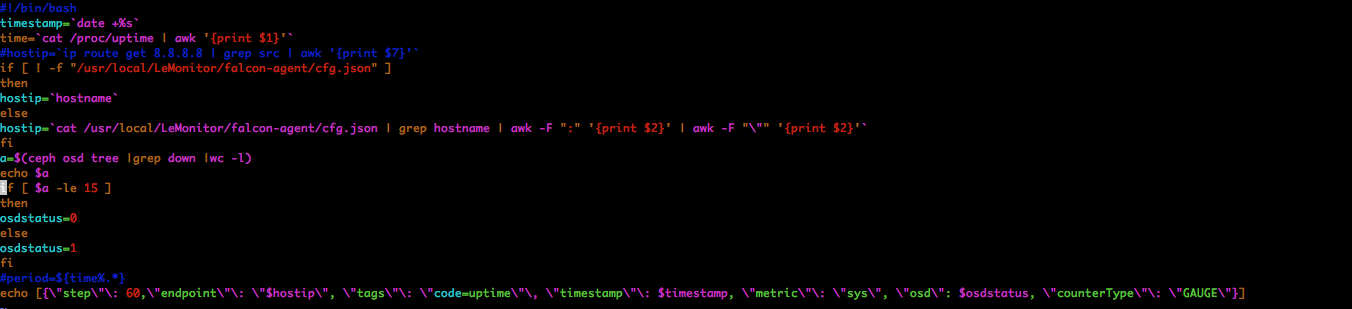 #!/bin/bash
timestamp=`date +%s`
time=`cat /proc/uptime | awk '{print $1}'`
#hostip=`ip route get 8.8.8.8 | grep src | awk '{print $7}'`
if [ ! -f "/usr/local/LeMonitor/falcon-agent/cfg.json" ]
then
hostip=`hostname`
else
hostip=`cat /usr/local/LeMonitor/falcon-agent/cfg.json | grep hostname | awk -F ":" '{print $2}' | awk -F "\"" '{print $2}'`
fi
a=$(ceph osd tree |grep down |wc -l)
echo $a
if [ $a -le 15 ]
then
osdstatus=0
else
osdstatus=1
fi
#period=${time%.*}
echo [{\"step\"\: 60,\"endpoint\"\: \"$hostip\", \"tags\"\: \"code=uptime\"\, \"timestamp\"\: $timestamp, \"metric\"\: \"sys\", \"osd\": $osdstatus, \"counterType\"\: \"GAUGE\"}]